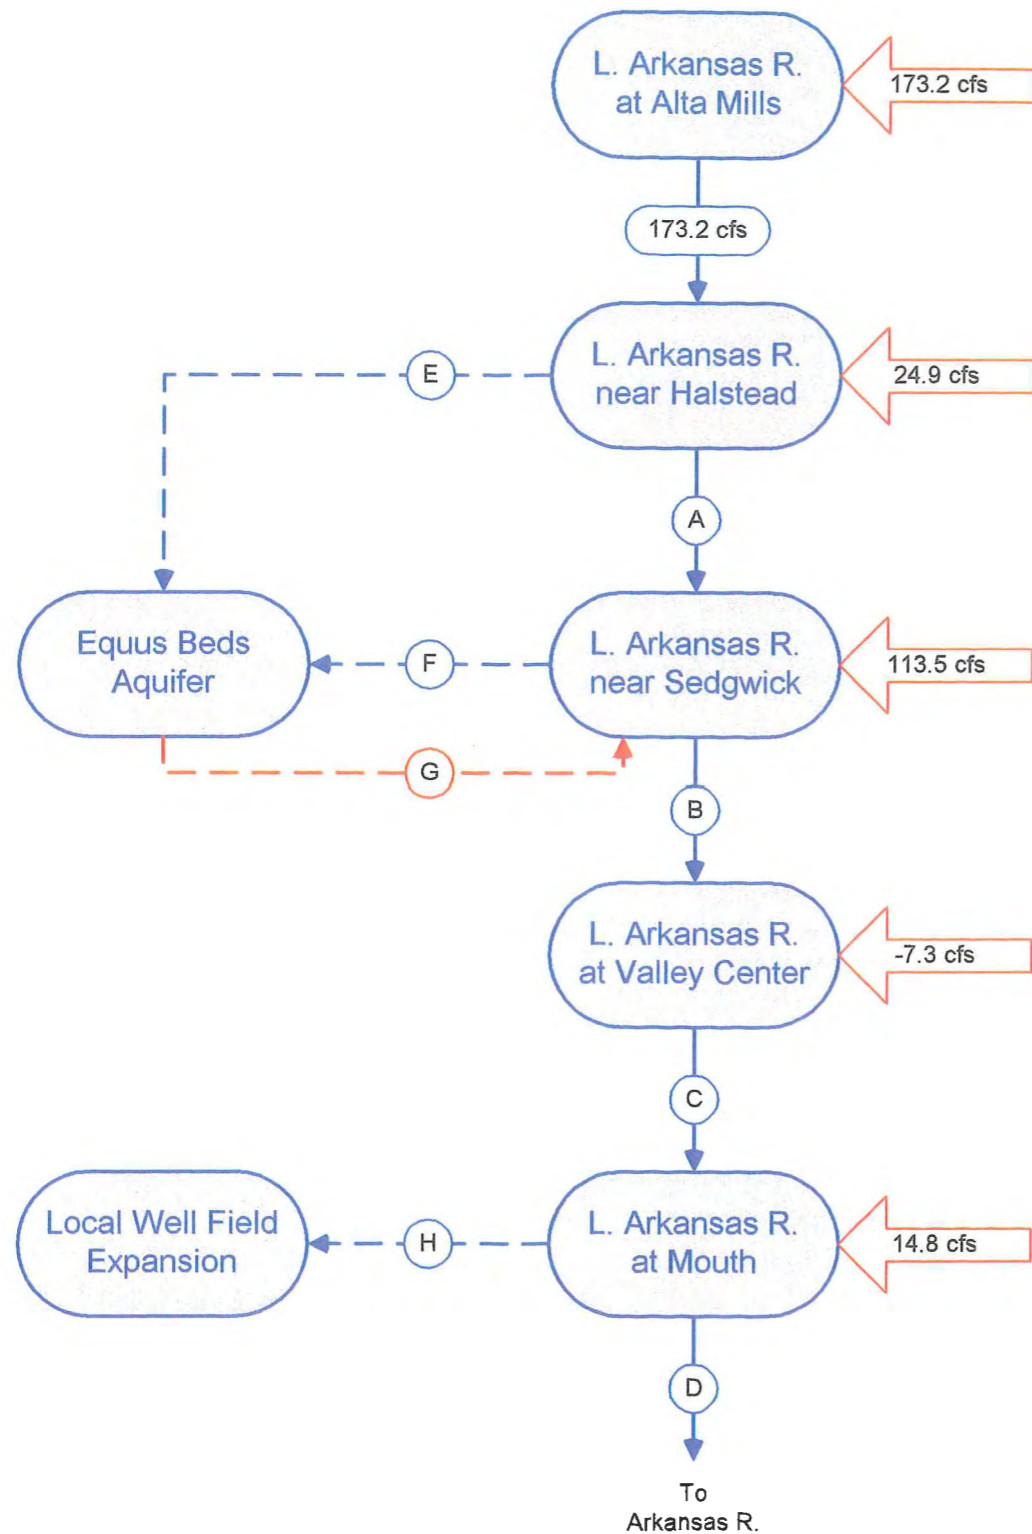 L. Arkansas R.
at Alta Mills
173.2 cfs
173.2 cfs
L. Arkansas R.
near Halstead
24.9 cfs
E
A
Equus Beds
Aquifer
F
L. Arkansas R.
near Sedgwick
113.5 cfs
G
B
L. Arkansas R.
at Valley Center
-7.3 cfs
C
Local Well Field
Expansion
H
L. Arkansas R.
at Mouth
14.8 cfs
D
To
Arkansas R.